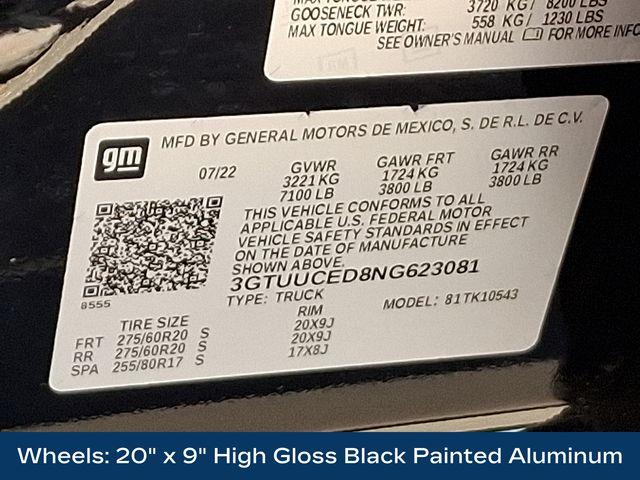 GOOSENECK TWR: 3720 KG / 8200 LBS
MAX TONGUE WEIGHT: 558 KG / 1230 LBS
SEE OWNER'S MANUAL FOR MORE INFO
gm
MFD BY GENERAL MOTORS DE MEXICO, S. DE R.L. DE C.V.
07/22 GVWR GAWR FRT GAWR RR
3221 KG 1724 KG 1724 KG
7100 LB 3800 LB 3800 LB
THIS VEHICLE CONFORMS TO ALL
APPLICABLE U.S. FEDERAL MOTOR
VEHICLE SAFETY STANDARDS IN EFFECT
ON THE DATE OF MANUFACTURE
SHOWN ABOVE.
3GTUUCED8NG623081
8555
TYPE: TRUCK MODEL: 81TK10543
TIRE SIZE RIM
FRT 275/60R20 S 20X9J
RR 275/60R20 S 20X9J
SPA 255/80R17 S 17X8J
Wheels: 20" x 9" High Gloss Black Painted Aluminum